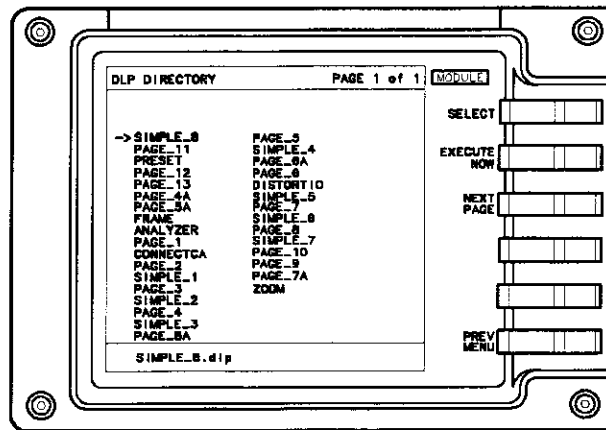 DLP DIRECTORY
PAGE 1 of 1
MODULE
-> SIMPLE_8
PAGE_11
PRESET
PAGE_12
PAGE_13
PAGE_4A
PAGE_3A
FRAME
ANALYZER
PAGE_1
CONNECTCA
PAGE_2
SIMPLE_1
PAGE_3
SIMPLE_2
PAGE_4
SIMPLE_3
PAGE_5A
PAGE_5
SIMPLE_4
PAGE_6A
PAGE_6
DISTORTIO
SIMPLE_5
PAGE_7
SIMPLE_6
PAGE_8
SIMPLE_7
PAGE_10
PAGE_9
PAGE_7A
ZOOM
SIMPLE_8.dlp
SELECT
EXECUTE
NOW
NEXT
PAGE
PREV
MENU